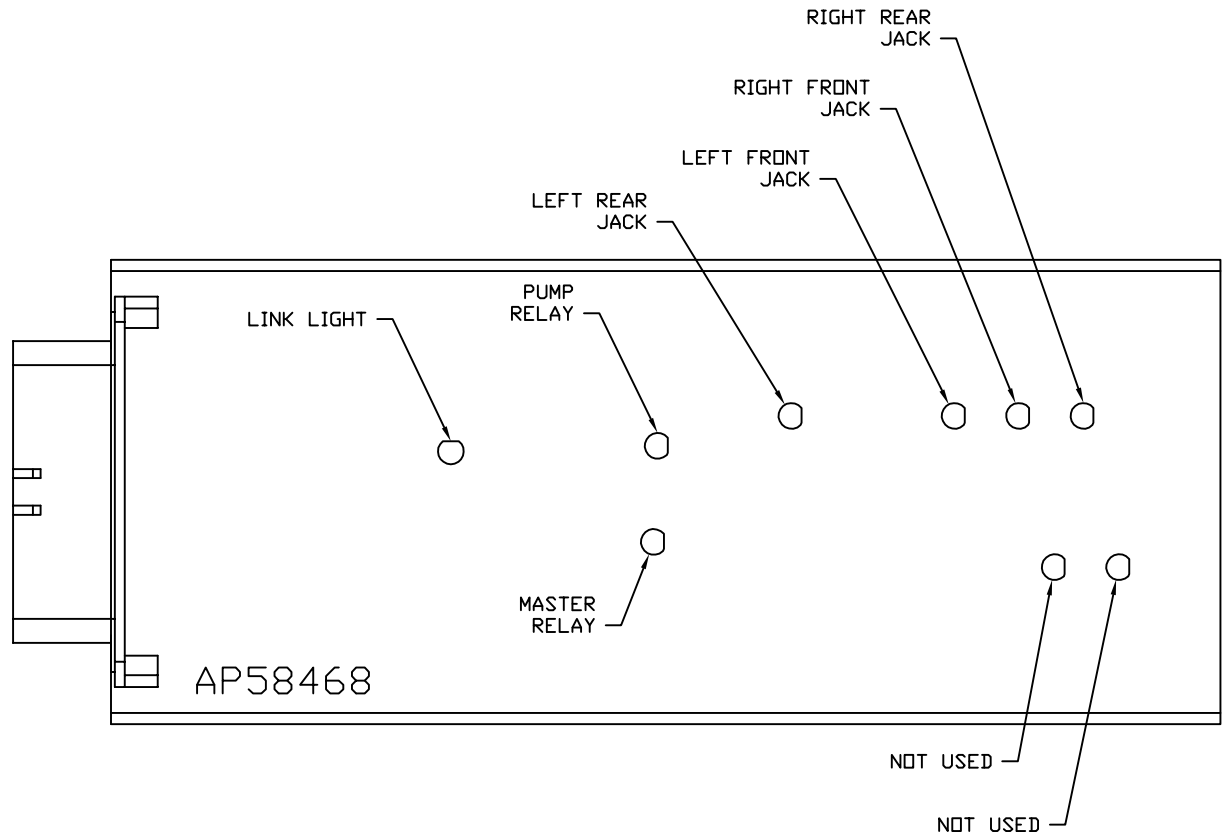 RIGHT REAR
JACK
RIGHT FRONT
JACK
LEFT FRONT
JACK
LEFT REAR
JACK
PUMP
RELAY
LINK LIGHT
MASTER
RELAY
AP58468
NOT USED
NOT USED